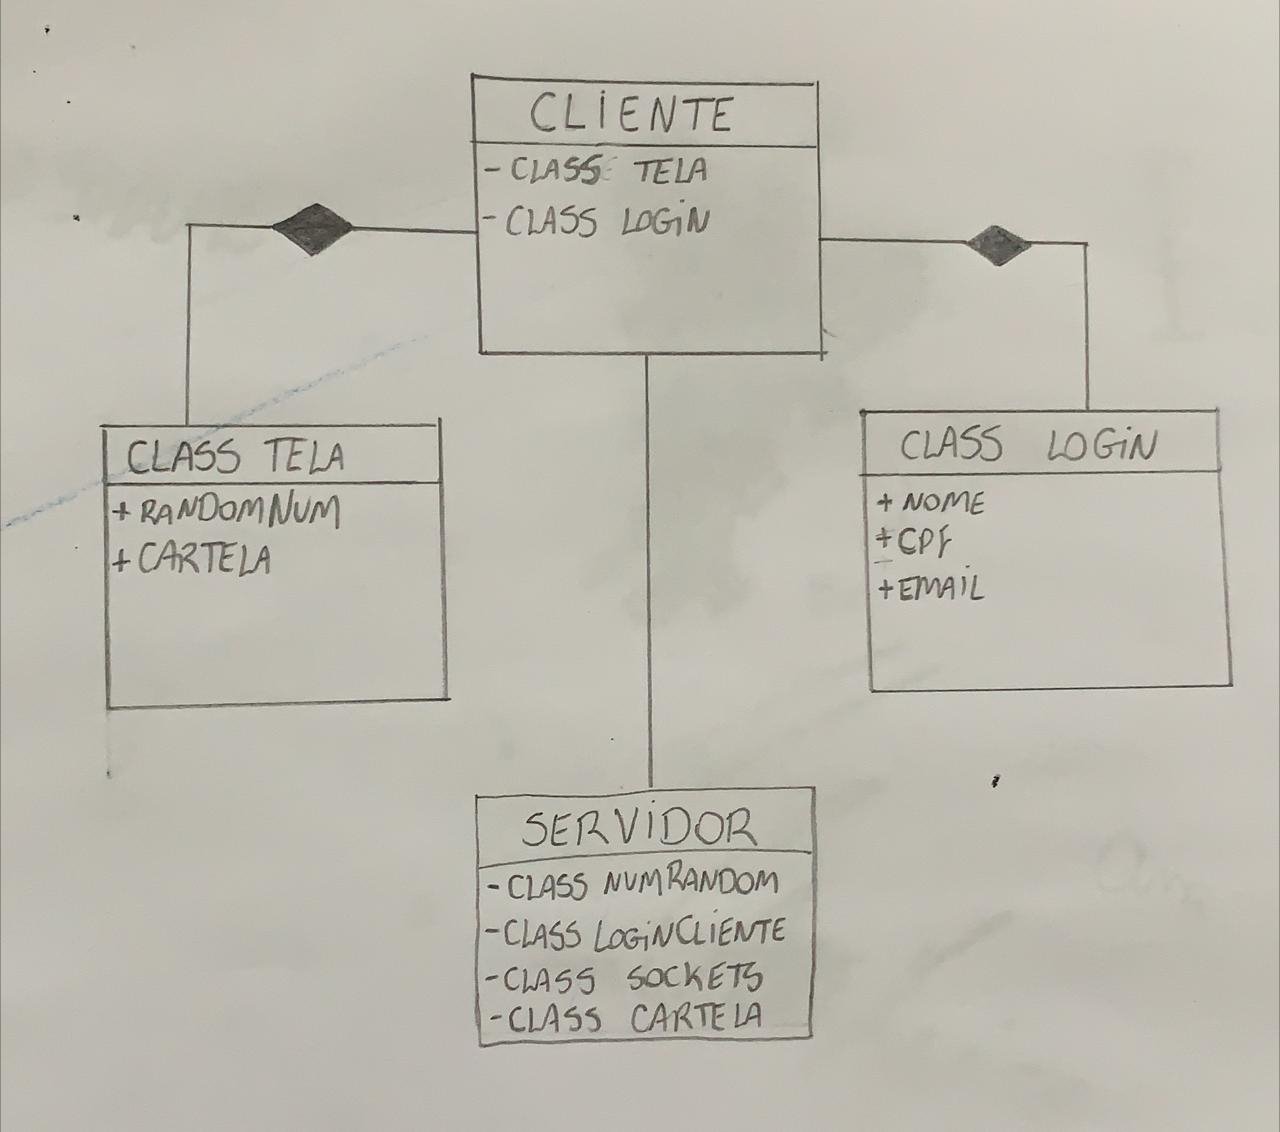 CLIENTE
- CLASS TELA
- CLASS LOGIN
CLASS TELA
+ RANDOMNUM
+ CARTELA
CLASS LOGIN
+ NOME
+ CPF
+ EMAIL
SERVIDOR
- CLASS NUMRANDOM
- CLASS LOGINCLIENTE
- CLASS SOCKETS
- CLASS CARTELA